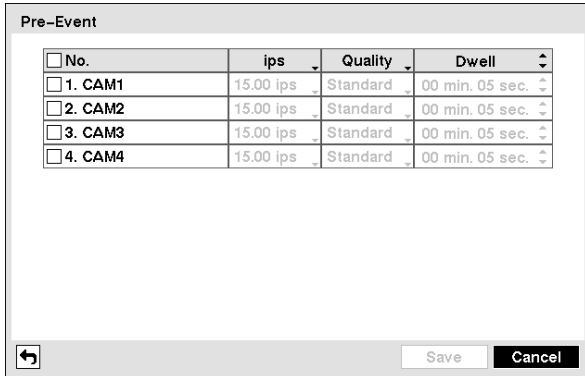 Pre-Event
No. ips Quality Dwell
1. CAM1 15.00 ips Standard 00 min. 05 sec.
2. CAM2 15.00 ips Standard 00 min. 05 sec.
3. CAM3 15.00 ips Standard 00 min. 05 sec.
4. CAM4 15.00 ips Standard 00 min. 05 sec.
Save Cancel